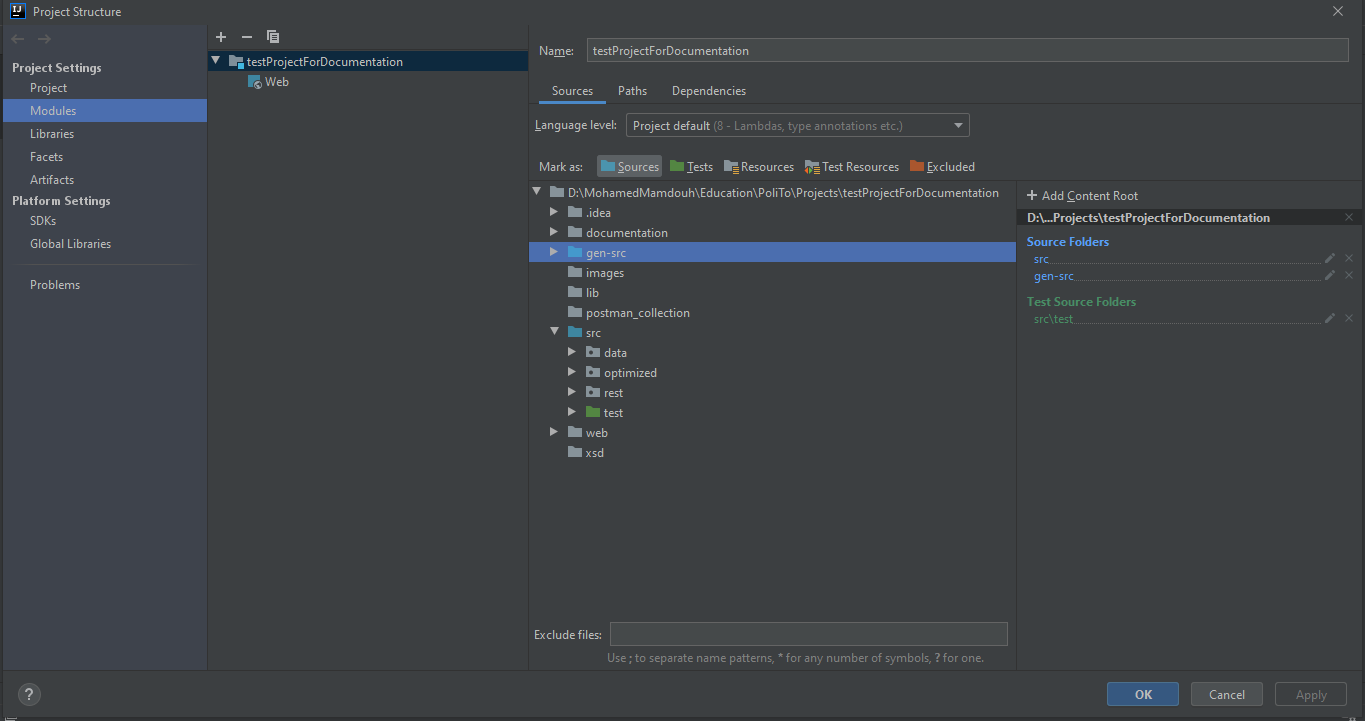 Project Structure
Project Settings
Project
Modules
Libraries
Facets
Artifacts
Platform Settings
SDKs
Global Libraries
Problems
testProjectForDocumentation
Web
Name: testProjectForDocumentation
Sources Paths Dependencies
Language level: Project default (8 - Lambdas, type annotations etc.)
Mark as: Sources Tests Resources Test Resources Excluded
D:\MohamedMamdouh\Education\PoliTo\Projects\testProjectForDocumentation
.idea
documentation
gen-src
images
lib
postman_collection
src
data
optimized
rest
test
web
xsd
+ Add Content Root
D:\...Projects\testProjectForDocumentation
Source Folders
src
gen-src
Test Source Folders
src\test
Exclude files:
Use ; to separate name patterns, * for any number of symbols, ? for one.
?
OK Cancel Apply